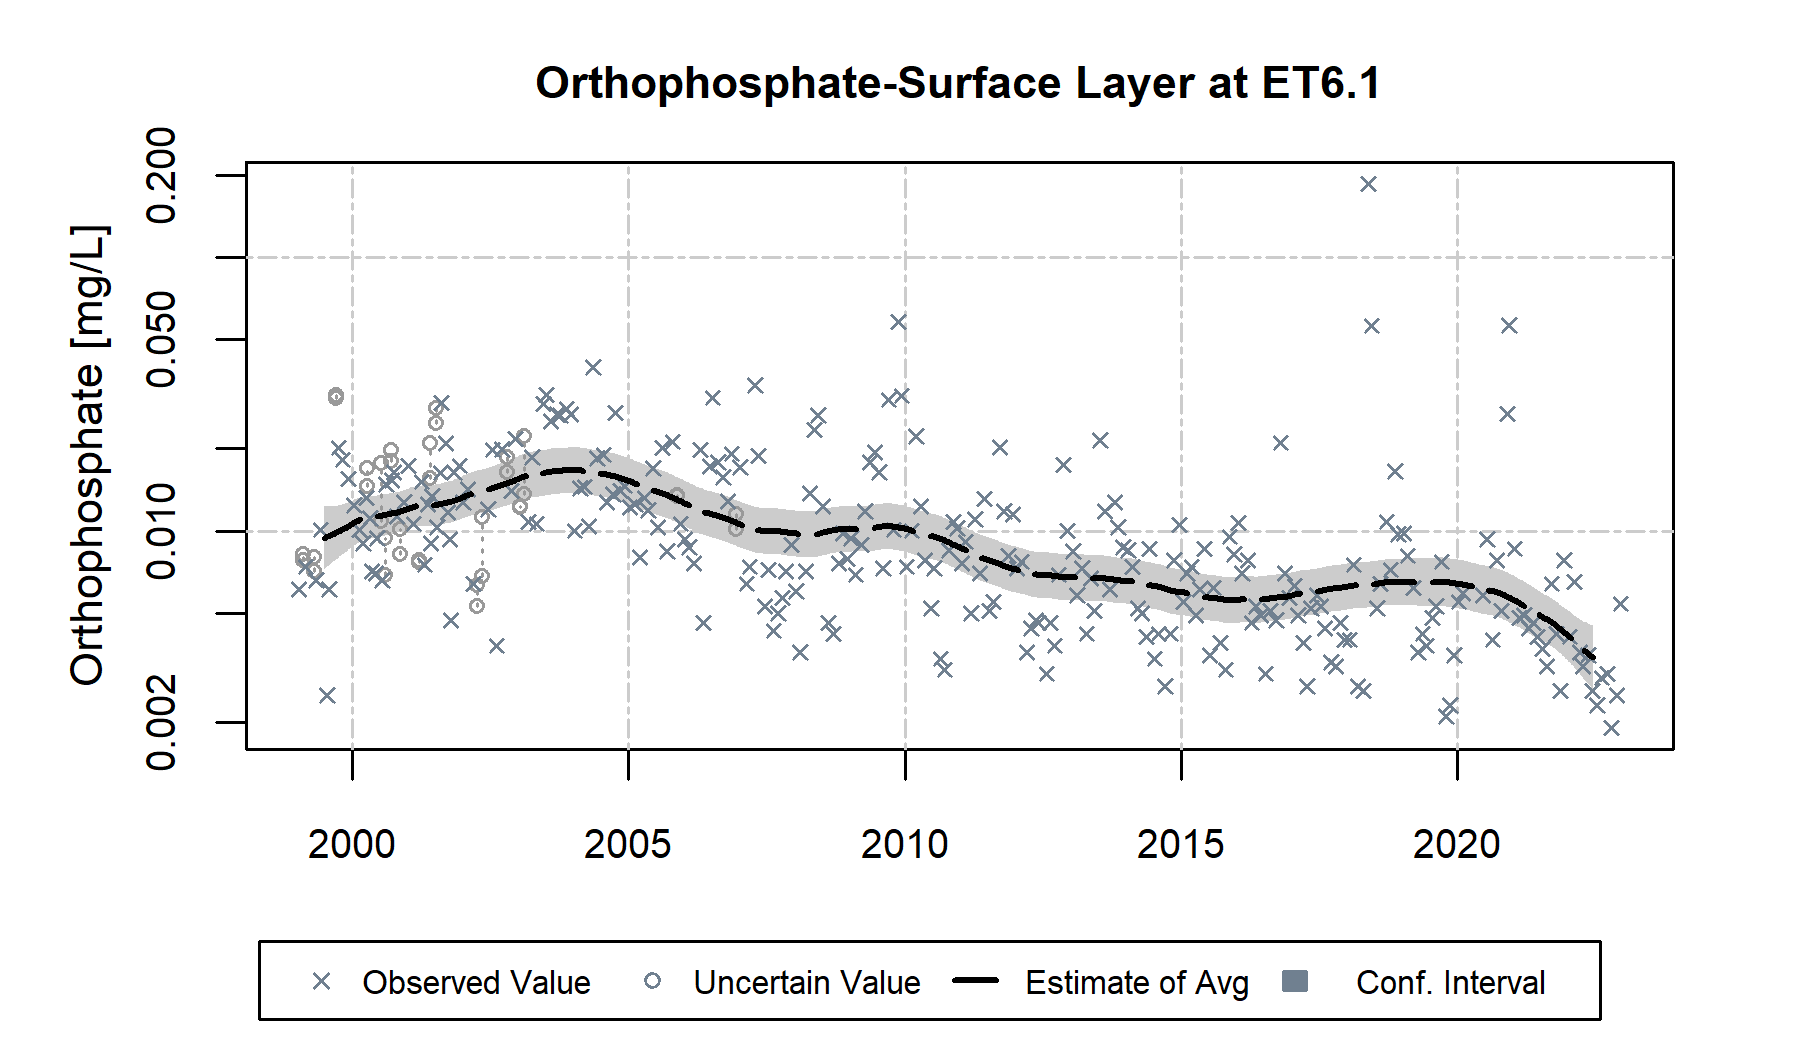 Orthophosphate-Surface Layer at ET6.1
Orthophosphate [mg/L]
0.200
0.050
0.010
0.002
2000 2005 2010 2015 2020
Observed Value Uncertain Value Estimate of Avg Conf. Interval